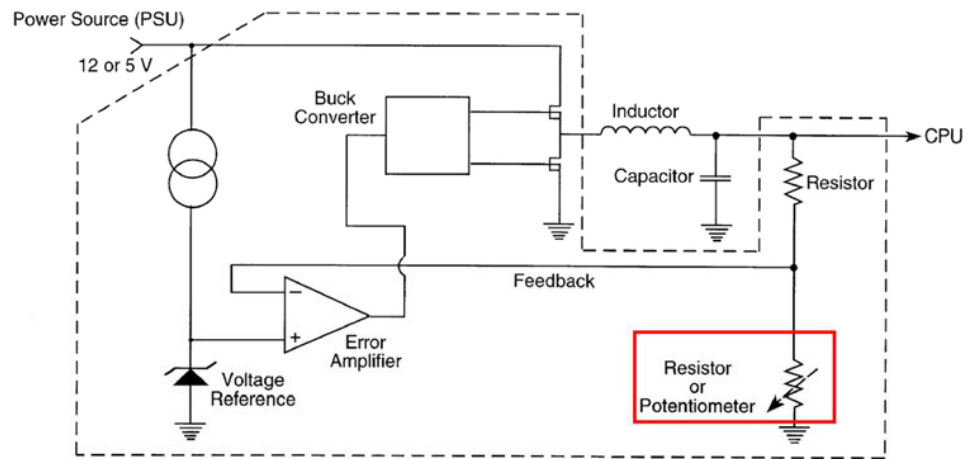 Power Source (PSU)
12 or 5 V
Buck
Converter
Inductor
CPU
Capacitor
Resistor
Feedback
−
+
Error
Amplifier
Voltage
Reference
Resistor
or
Potentiometer